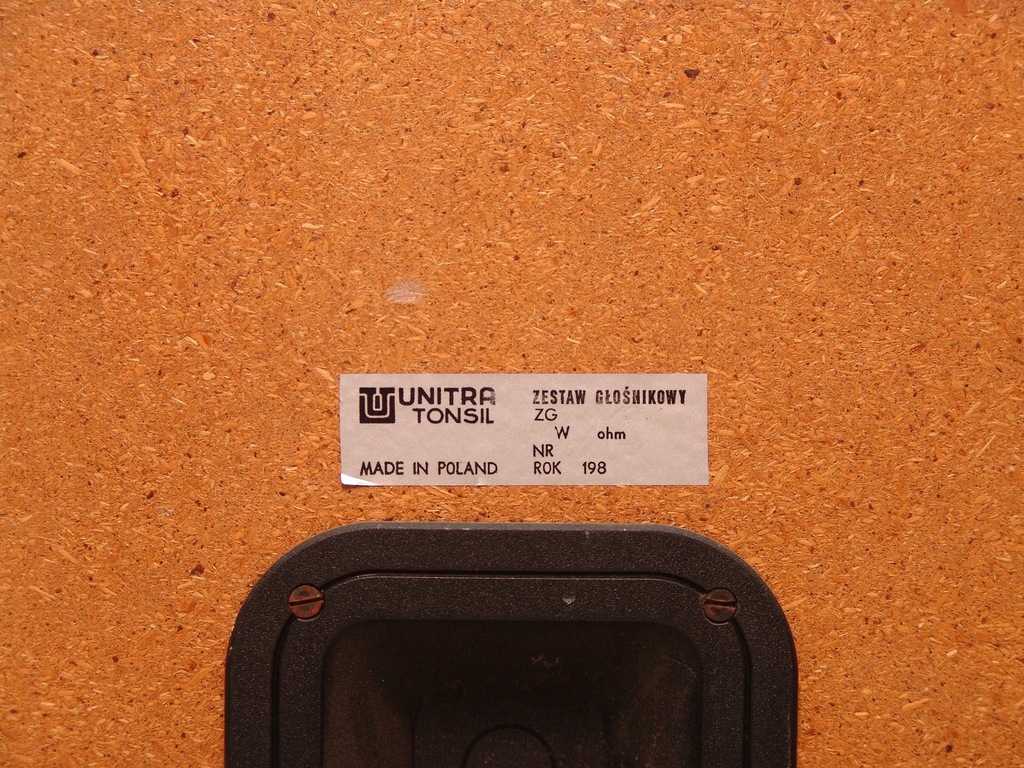 UNITRA
TONSIL
MADE IN POLAND
ZESTAW GŁOŚNIKOWY
ZG
W ohm
NR
ROK 198